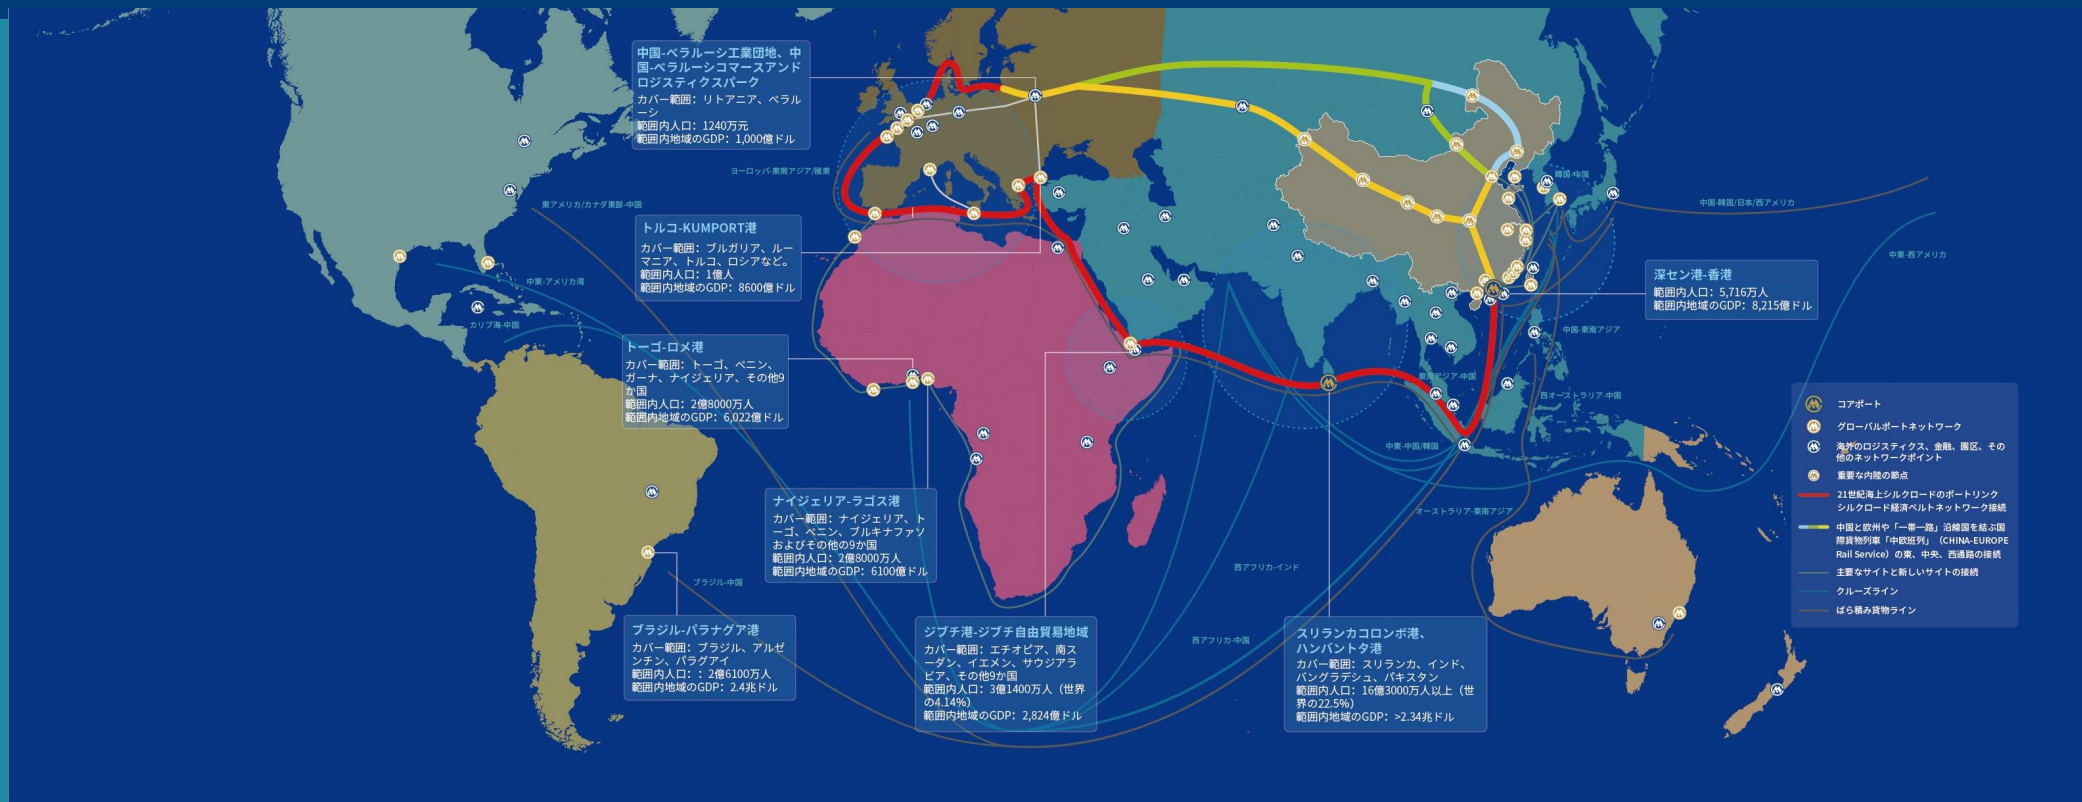 中国-ベラルーシ工業団地、中
国-ベラルーシコマースアンド
ロジスティクスパーク
カバー範囲：リトアニア、ベラル
ーシ
範囲内人口：1240万元
範囲内地域のGDP：1,000億ドル
ヨーロッパ-東南アジア/極東
東アメリカ/カナダ東部-中国
トルコ-KUMPORT港
カバー範囲：ブルガリア、ルー
マニア、トルコ、ロシアなど。
範囲内人口：1億人
範囲内地域のGDP：8600億ドル
韓国-中国
中国-韓国/日本/西アメリカ
中東-西アメリカ
深セン港-香港
範囲内人口：5,716万人
範囲内地域のGDP：8,215億ドル
中東-アメリカ湾
カリブ海-中国
中国-東南アジア
トーゴ-ロメ港
カバー範囲：トーゴ、ベニン、
ガーナ、ナイジェリア、その他9
か国
範囲内人口：2億8000万人
範囲内地域のGDP：6,022億ドル
東南アジア-中国
西オーストラリア-中国
中東-中国/韓国
オーストラリア-東南アジア
ナイジェリア-ラゴス港
カバー範囲：ナイジェリア、ト
ーゴ、ベニン、ブルキナファソ
およびその他の9か国
範囲内人口：2億8000万人
範囲内地域のGDP：6100億ドル
西アフリカ-インド
ブラジル-中国
西アフリカ-中国
ブラジル-パラナグア港
カバー範囲：ブラジル、アルゼ
ンチン、パラグアイ
範囲内人口：：2億6100万人
範囲内地域のGDP：2.4兆ドル
ジブチ港-ジブチ自由貿易地域
カバー範囲：エチオピア、南ス
ーダン、イエメン、サウジアラ
ビア、その他9か国
範囲内人口：3億1400万人（世界
の4.14%）
範囲内地域のGDP：2,824億ドル
スリランカコロンボ港、
ハンバントタ港
カバー範囲：スリランカ、インド、
バングラデシュ、パキスタン
範囲内人口：16億3000万人以上（世
界の22.5%）
範囲内地域のGDP：>2.34兆ドル
コアポート
グローバルポートネットワーク
海外のロジスティクス、金融、園区、その
他のネットワークポイント
重要な内陸の節点
21世紀海上シルクロードのポートリンク
シルクロード経済ベルトネットワーク接続
中国と欧州や「一帯一路」沿線国を結ぶ国
際貨物列車「中欧班列」（CHINA-EUROPE
Rail Service）の東、中央、西通路の接続
主要なサイトと新しいサイトの接続
クルーズライン
ばら積み貨物ライン